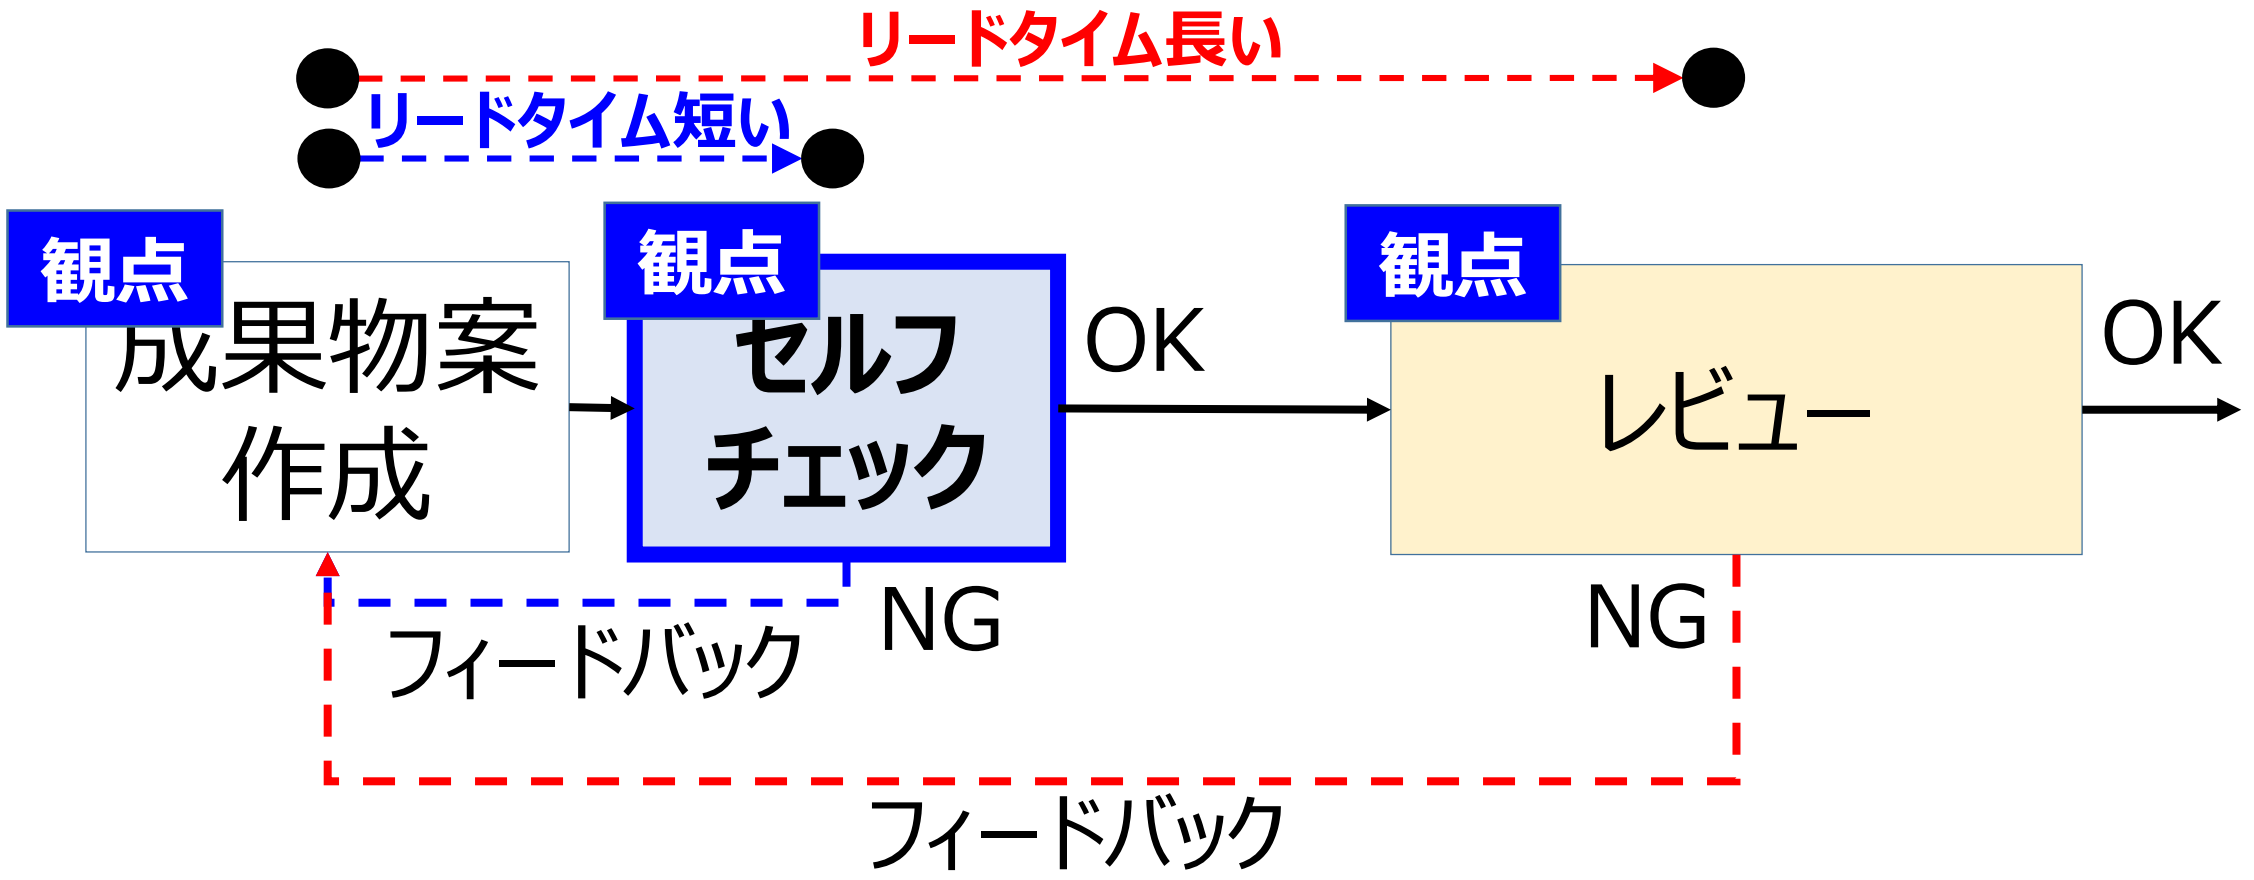 リードタイム長い
リードタイム短い
観点
観点
観点
成果物案
作成
セルフ
チェック
OK
レビュー
OK
NG
フィードバック
NG
フィードバック